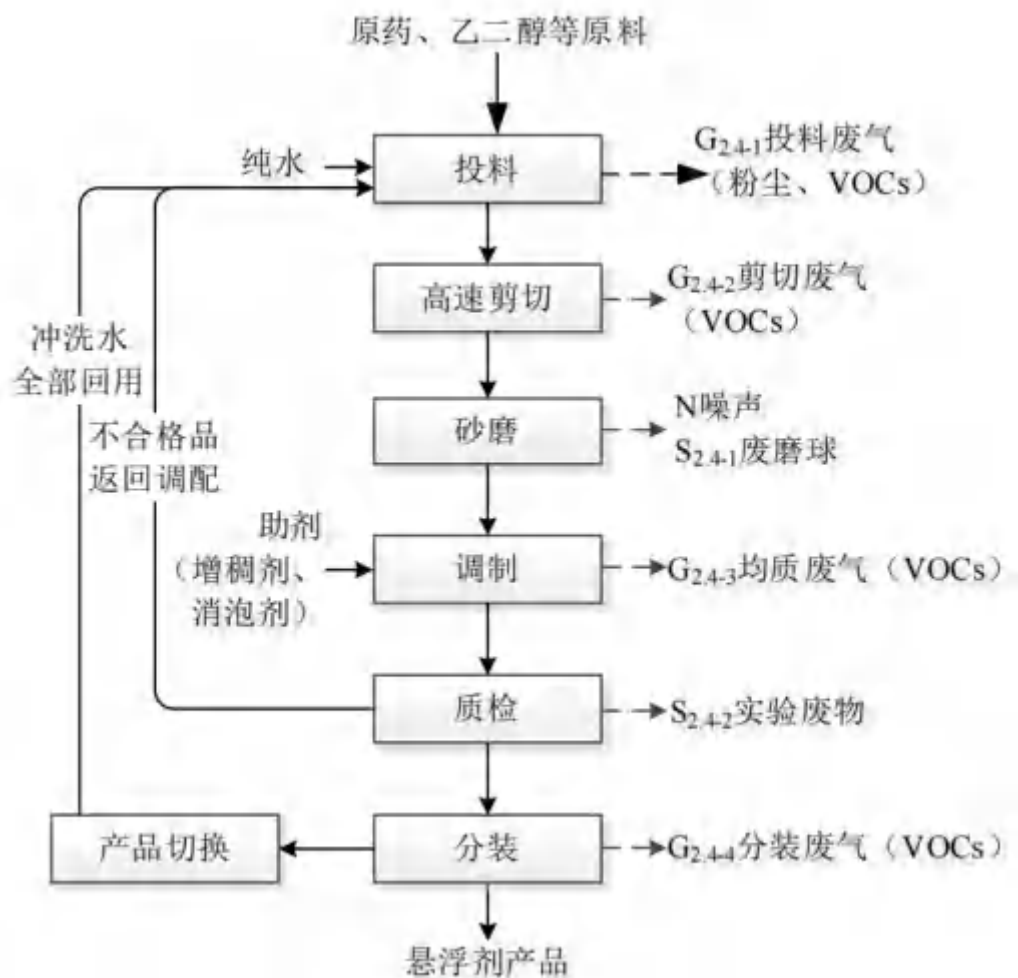 原药、乙二醇等原料
纯水
投料
G2.4-1投料废气
（粉尘、VOCs）
高速剪切
G2.4-2剪切废气
（VOCs）
冲洗水
全部回用
不合格品
返回调配
砂磨
N噪声
S2.4-1废磨球
助剂
（增稠剂、
消泡剂）
调制
G2.4-3均质废气（VOCs）
质检
S2.4-2实验废物
产品切换
分装
G2.4-4分装废气（VOCs）
悬浮剂产品